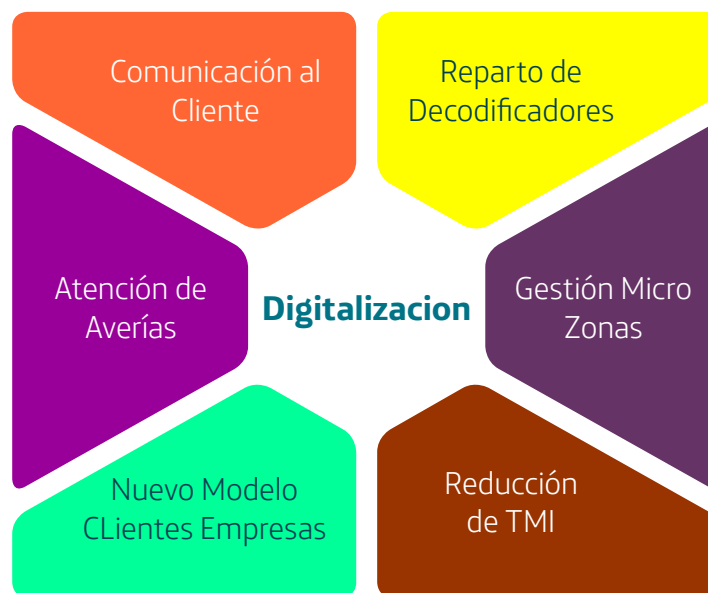 Comunicación al
Cliente
Reparto de
Decodificadores
Atención de
Averías
Digitalizacion
Gestión Micro
Zonas
Nuevo Modelo
CLientes Empresas
Reducción
de TMI